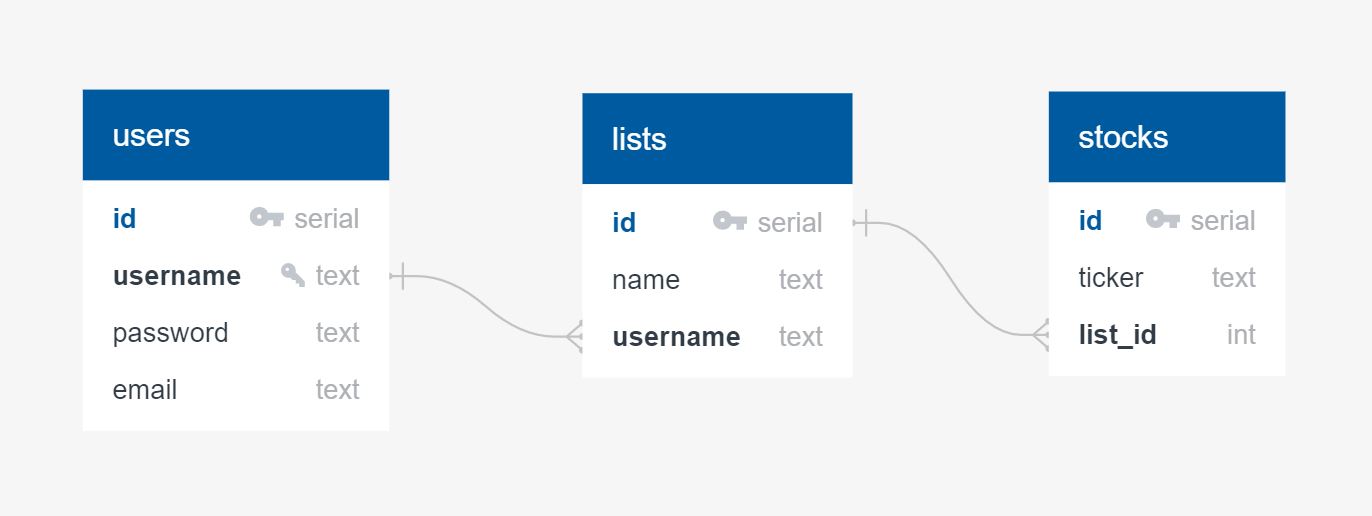 users
id serial
username text
password text
email text
lists
id serial
name text
username text
stocks
id serial
ticker text
list_id int